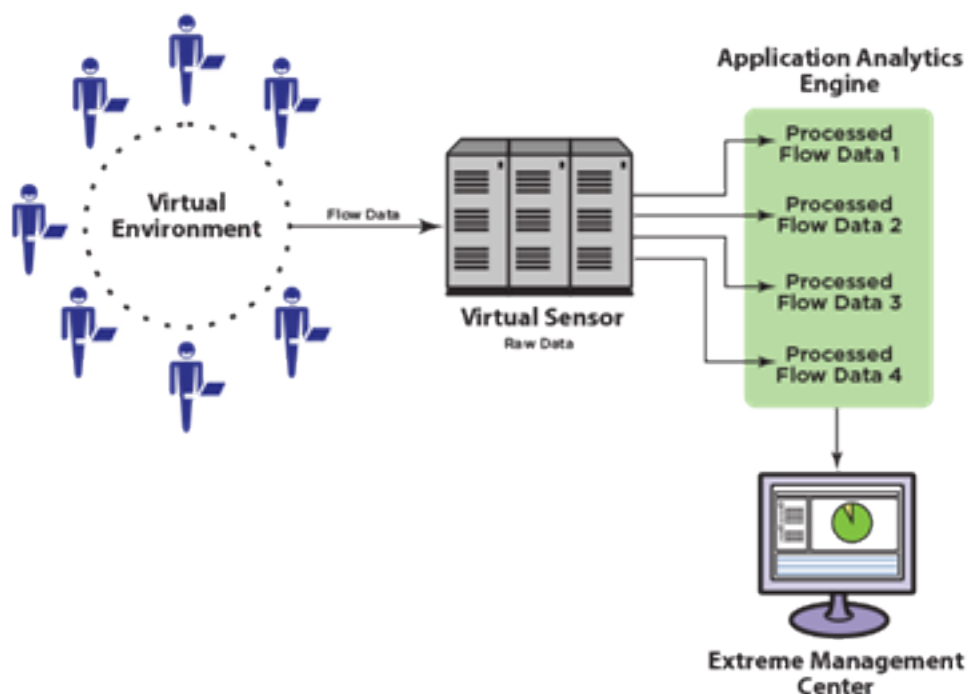 Application Analytics
Engine
Virtual
Environment
Flow Data
Virtual Sensor
Raw Data
Processed
Flow Data 1
Processed
Flow Data 2
Processed
Flow Data 3
Processed
Flow Data 4
Extreme Management
Center